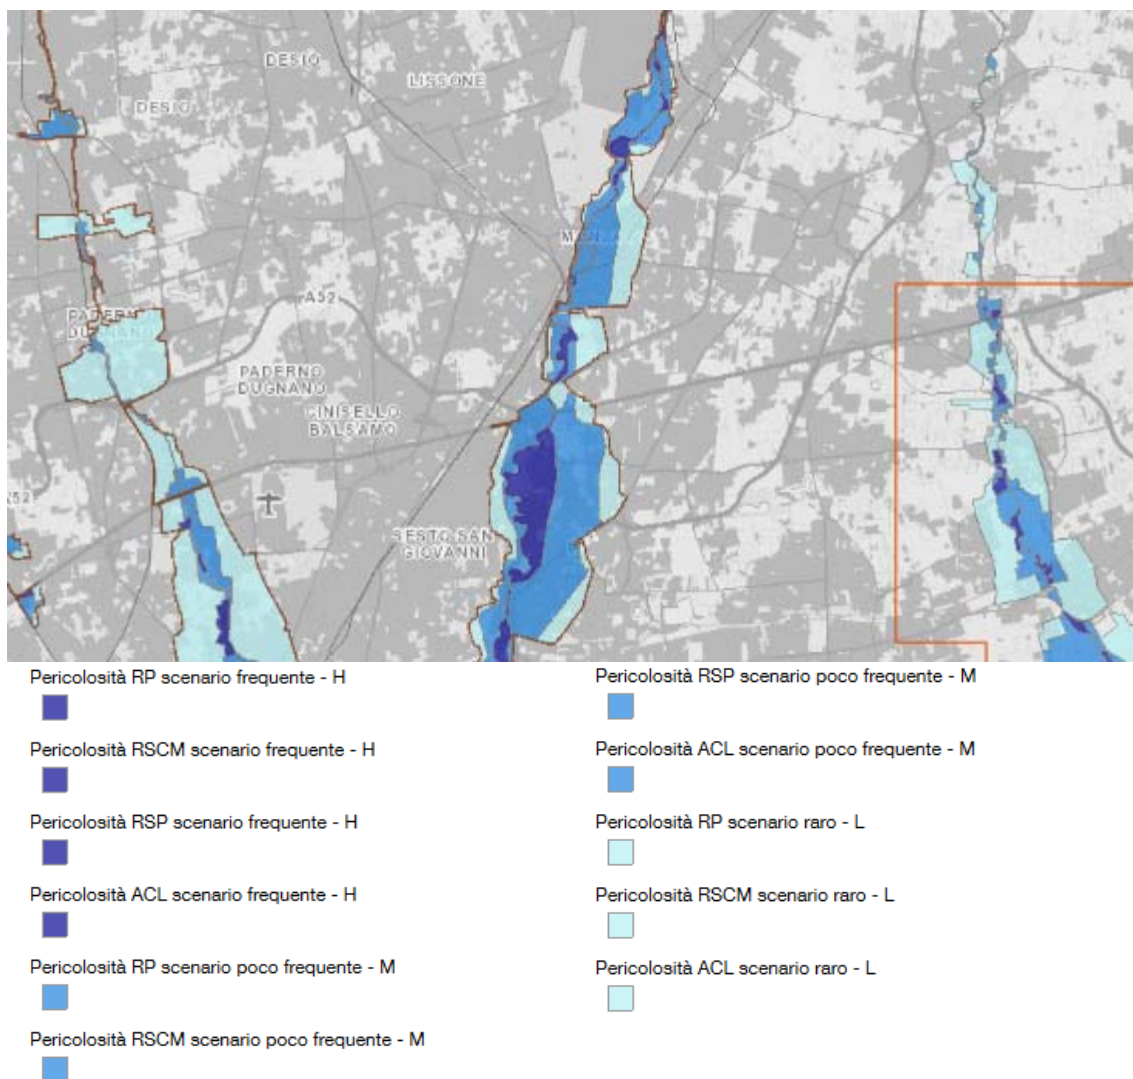 DESIO
LISSONE
DESIO
A52
PADERNO
DUGNANO
PADERNO
DUGNANO
CINISELLO
BALSAMO
A52
SESTO SAN
GIOVANNI
Pericolosità RP scenario frequente - H
Pericolosità RSCM scenario frequente - H
Pericolosità RSP scenario frequente - H
Pericolosità ACL scenario frequente - H
Pericolosità RP scenario poco frequente - M
Pericolosità RSCM scenario poco frequente - M
Pericolosità RSP scenario poco frequente - M
Pericolosità ACL scenario poco frequente - M
Pericolosità RP scenario raro - L
Pericolosità RSCM scenario raro - L
Pericolosità ACL scenario raro - L